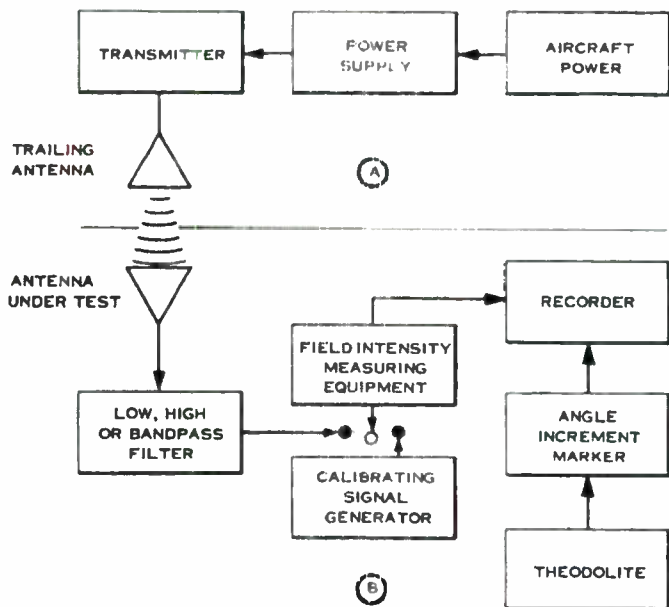 TRANSMITTER
POWER
SUPPLY
AIRCRAFT
POWER
TRAILING
ANTENNA
A
ANTENNA
UNDER TEST
RECORDER
FIELD INTENSITY
MEASURING
EQUIPMENT
LOW, HIGH
OR BANDPASS
FILTER
ANGLE
INCREMENT
MARKER
CALIBRATING
SIGNAL
GENERATOR
THEODOLITE
B